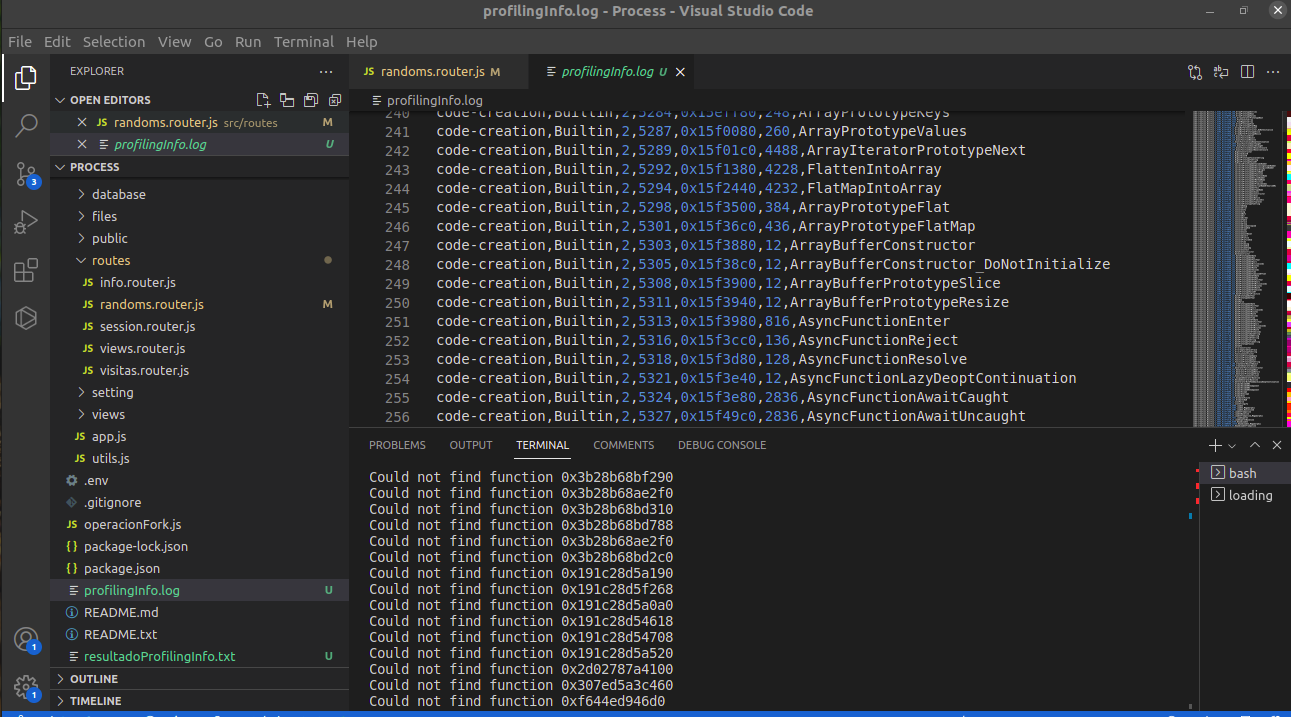 profilingInfo.log - Process - Visual Studio Code
File Edit Selection View Go Run Terminal Help
EXPLORER
OPEN EDITORS
JS randoms.router.js src/routes M
profilingInfo.log U
PROCESS
database
files
public
routes
JS info.router.js
JS randoms.router.js M
JS session.router.js
JS views.router.js
JS visitas.router.js
setting
views
JS app.js
JS utils.js
.env
.gitignore
JS operacionFork.js
{} package-lock.json
{} package.json
profilingInfo.log U
README.md
README.txt
resultadoProfilingInfo.txt U
OUTLINE
TIMELINE
3
1
1
JS randoms.router.js M
profilingInfo.log U
profilingInfo.log
240 code-creation,Builtin,2,5284,0x15eff80,248,ArrayPrototypeKeys
241 code-creation,Builtin,2,5287,0x15f0080,260,ArrayPrototypeValues
242 code-creation,Builtin,2,5289,0x15f01c0,4488,ArrayIteratorPrototypeNext
243 code-creation,Builtin,2,5292,0x15f1380,4228,FlattenIntoArray
244 code-creation,Builtin,2,5294,0x15f2440,4232,FlatMapIntoArray
245 code-creation,Builtin,2,5298,0x15f3500,384,ArrayPrototypeFlat
246 code-creation,Builtin,2,5301,0x15f36c0,436,ArrayPrototypeFlatMap
247 code-creation,Builtin,2,5303,0x15f3880,12,ArrayBufferConstructor
248 code-creation,Builtin,2,5305,0x15f38c0,12,ArrayBufferConstructor_DoNotInitialize
249 code-creation,Builtin,2,5308,0x15f3900,12,ArrayBufferPrototypeSlice
250 code-creation,Builtin,2,5311,0x15f3940,12,ArrayBufferPrototypeResize
251 code-creation,Builtin,2,5313,0x15f3980,816,AsyncFunctionEnter
252 code-creation,Builtin,2,5316,0x15f3cc0,136,AsyncFunctionReject
253 code-creation,Builtin,2,5318,0x15f3d80,128,AsyncFunctionResolve
254 code-creation,Builtin,2,5321,0x15f3e40,12,AsyncFunctionLazyDeoptContinuation
255 code-creation,Builtin,2,5324,0x15f3e80,2836,AsyncFunctionAwaitCaught
256 code-creation,Builtin,2,5327,0x15f49c0,2836,AsyncFunctionAwaitUncaught
PROBLEMS OUTPUT TERMINAL COMMENTS DEBUG CONSOLE
Could not find function 0x3b28b68bf290
Could not find function 0x3b28b68ae2f0
Could not find function 0x3b28b68bd310
Could not find function 0x3b28b68bd788
Could not find function 0x3b28b68ae2f0
Could not find function 0x3b28b68bd2c0
Could not find function 0x191c28d5a190
Could not find function 0x191c28d5f268
Could not find function 0x191c28d5a0a0
Could not find function 0x191c28d54618
Could not find function 0x191c28d54708
Could not find function 0x191c28d5a520
Could not find function 0x2d02787a4100
Could not find function 0x307ed5a3c460
Could not find function 0xf644ed946d0
bash
loading